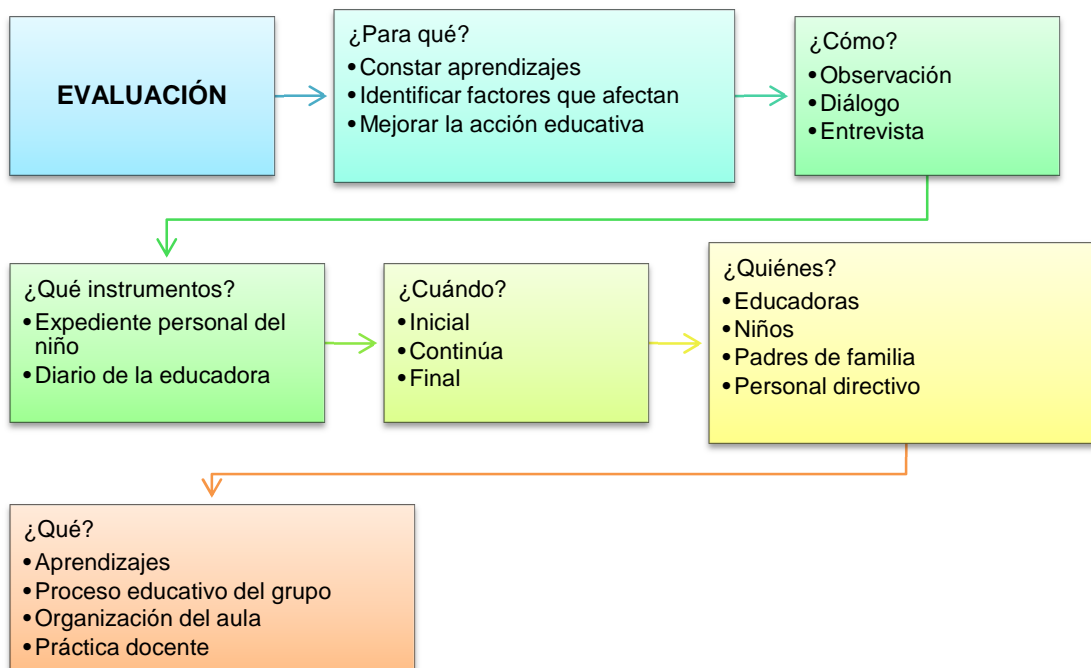 EVALUACIÓN
¿Para qué?
•Constar aprendizajes
•Identificar factores que afectan
•Mejorar la acción educativa
¿Cómo?
•Observación
•Diálogo
•Entrevista
¿Qué instrumentos?
•Expediente personal del
niño
•Diario de la educadora
¿Cuándo?
•Inicial
•Continúa
•Final
¿Quiénes?
•Educadoras
•Niños
•Padres de familia
•Personal directivo
¿Qué?
•Aprendizajes
•Proceso educativo del grupo
•Organización del aula
•Práctica docente